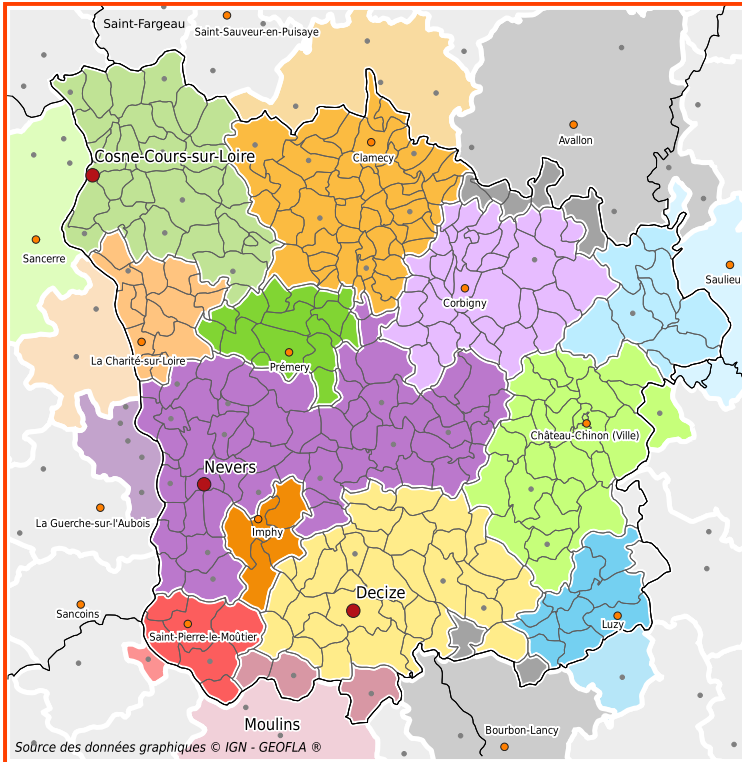 Saint-Fargeau
Saint-Sauveur-en-Puisaye
Avallon
Clamecy
Cosne-Cours-sur-Loire
Sancerre
Saulieu
Corbigny
La Charité-sur-Loire
Prémery
Château-Chinon (Ville)
Nevers
La Guerche-sur-l'Aubois
Imphy
Decize
Sancoins
Luzy
Saint-Pierre-le-Moûtier
Moulins
Bourbon-Lancy
Source des données graphiques © IGN - GEOFLA ®